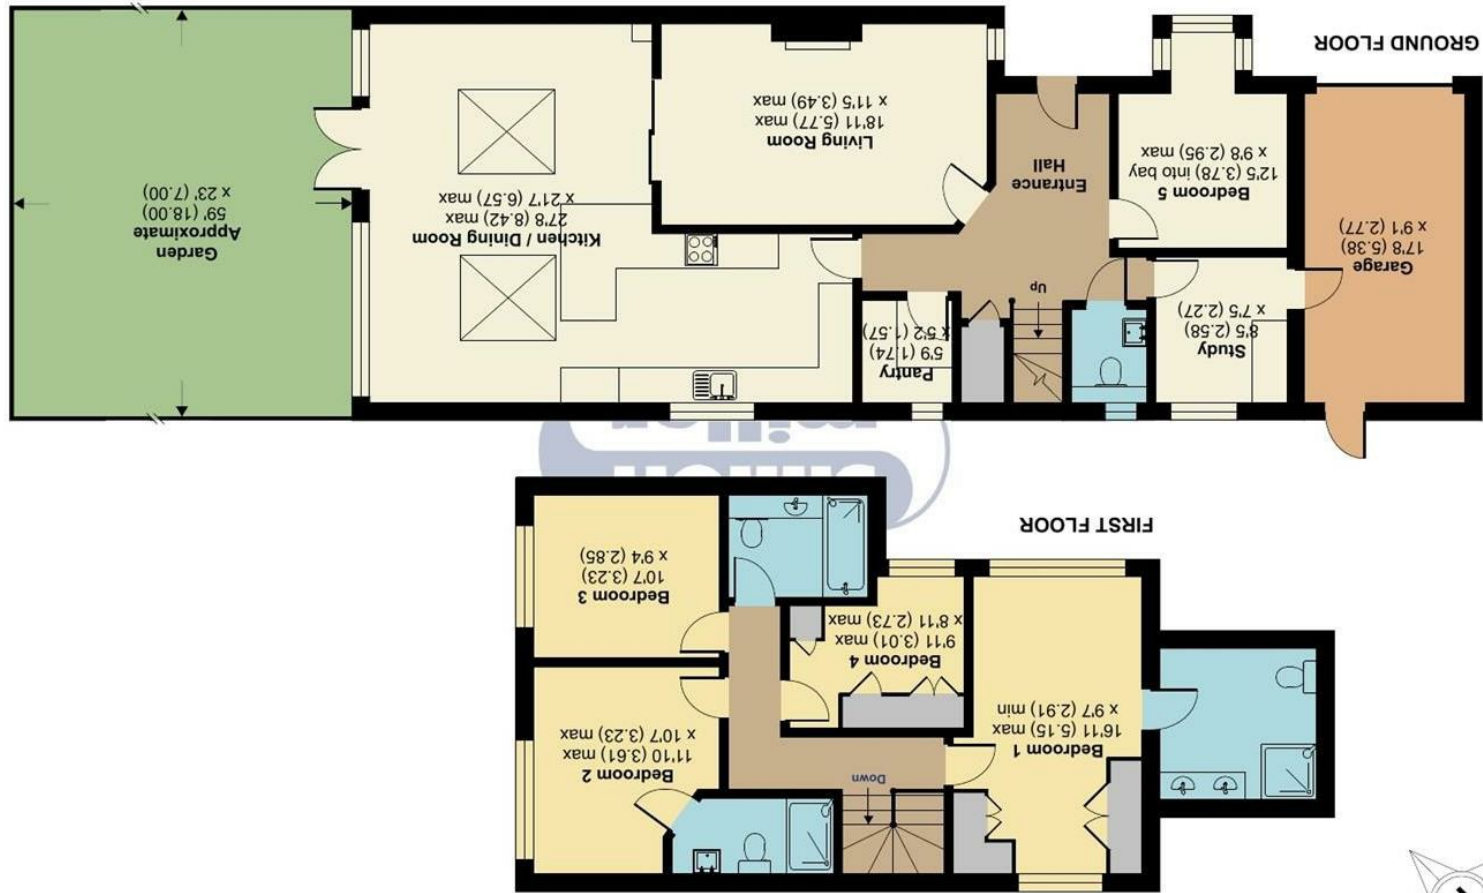 Garden
Approximate
59' (18.00)
x 23' (7.00)
Kitchen / Dining Room
27'8 (8.42) max
x 21'7 (6.57) max
Living Room
18'11 (5.77) max
x 11'5 (3.49) max
Entrance
Hall
Up
Pantry
5'9 (1.74)
x 5'2 (1.57)
Bedroom 5
12'5 (3.78) into bay
x 9'8 (2.95) max
Study
8'5 (2.58)
x 7'5 (2.27)
Garage
17'8 (5.38)
x 9'1 (2.77)
GROUND FLOOR
miller
FIRST FLOOR
Bedroom 3
10'7 (3.23)
x 9'4 (2.85)
Bedroom 2
11'10 (3.61) max
x 10'7 (3.23) max
Bedroom 4
9'11 (3.01) max
x 8'11 (2.73) max
Bedroom 1
16'11 (5.15) max
x 9'7 (2.91) min
Down